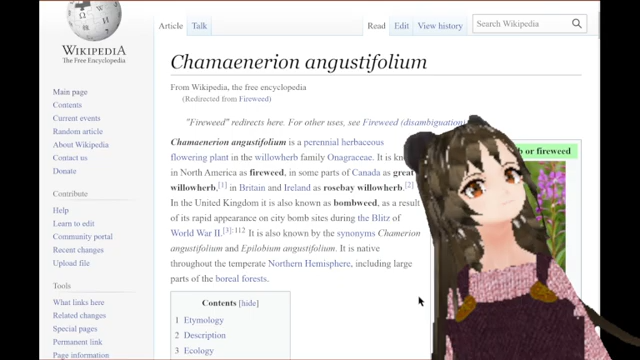 Article
Talk
Read
Edit
View history
Search Wikipedia
WIKIPEDIA
The Free Encyclopedia
Chamaenerion angustifolium
From Wikipedia, the free encyclopedia
(Redirected from Fireweed)
"Fireweed" redirects here. For other uses, see Fireweed (disambiguation)
b or fireweed
Chamaenerion angustifolium is a perennial herbaceous
flowering plant in the willowherb family Onagraceae. It is
in North America as fireweed, in some parts of Canada as great
willowherb,[1] in Britain and Ireland as rosebay willowherb.[2]
In the United Kingdom it is also known as bombweed, as a result
of its rapid appearance on city bomb sites during the Blitz of
World War II.[3]:112 It is also known by the synonyms Chamerion
angustifolium and Epilobium angustifolium. It is native
throughout the temperate Northern Hemisphere, including large
parts of the boreal forests.
Contents [hide]
1 Etymology
2 Description
3 Ecology
Main page
Contents
Current events
Random article
About Wikipedia
Contact us
Donate
Contribute
Help
Learn to edit
Community portal
Recent changes
Upload file
Tools
What links here
Related changes
Special pages
Permanent link
Page information